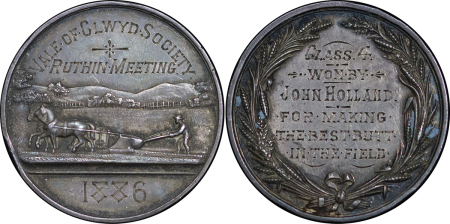 VALE·OF·CLWYD·SOCIETY
RUTHIN·MEETING
1886
CLASS. 4.
WON·BY
JOHN HOLLAND.
FOR · MAKING
THE·BEST·BUTT
IN·THE·FIELD